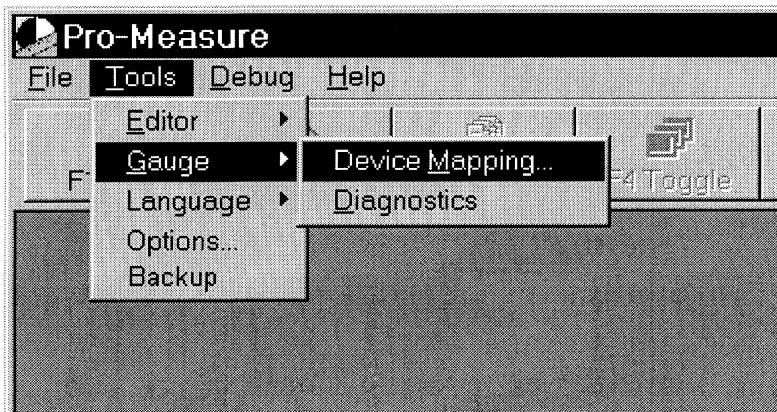 Pro-Measure
File Tools Debug Help
Editor
Gauge
Language
Options...
Backup
Device Mapping...
Diagnostics
F4 Toggle